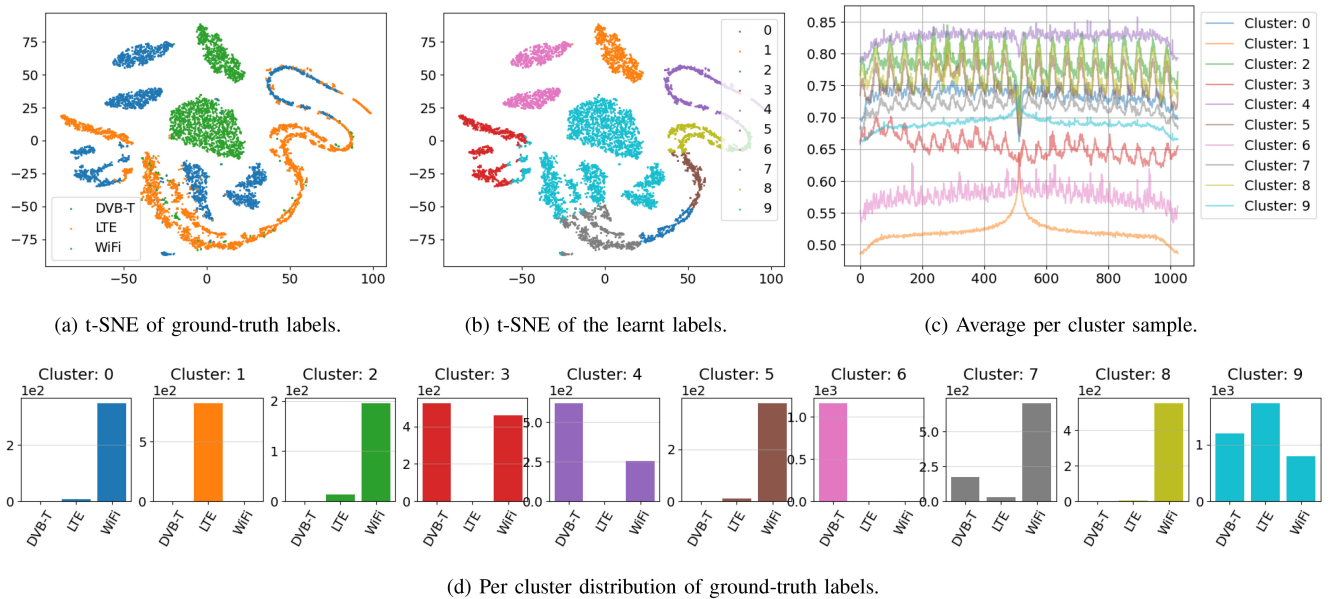 75
50
25
0
−25
−50
−75
DVB-T
LTE
WiFi
−50
0
50
100
(a) t-SNE of ground-truth labels.
75
50
25
0
−25
−50
−75
0
1
2
3
4
5
6
7
8
9
−50
0
50
100
(b) t-SNE of the learnt labels.
0.85
0.80
0.75
0.70
0.65
0.60
0.55
0.50
0
200
400
600
800
1000
Cluster: 0
Cluster: 1
Cluster: 2
Cluster: 3
Cluster: 4
Cluster: 5
Cluster: 6
Cluster: 7
Cluster: 8
Cluster: 9
(c) Average per cluster sample.
Cluster: 0
1e2
2
0
DVB-T
LTE
WiFi
Cluster: 1
1e2
5
0
DVB-T
LTE
WiFi
Cluster: 2
1e2
2
1
0
DVB-T
LTE
WiFi
Cluster: 3
1e2
4
2
0
DVB-T
LTE
WiFi
Cluster: 4
1e2
5.0
2.5
0.0
DVB-T
LTE
WiFi
Cluster: 5
1e2
2
0
DVB-T
LTE
WiFi
Cluster: 6
1e3
1.0
0.5
0.0
DVB-T
LTE
WiFi
Cluster: 7
1e2
5.0
2.5
0.0
DVB-T
LTE
WiFi
Cluster: 8
1e2
4
2
0
DVB-T
LTE
WiFi
Cluster: 9
1e3
1
0
DVB-T
LTE
WiFi
(d) Per cluster distribution of ground-truth labels.